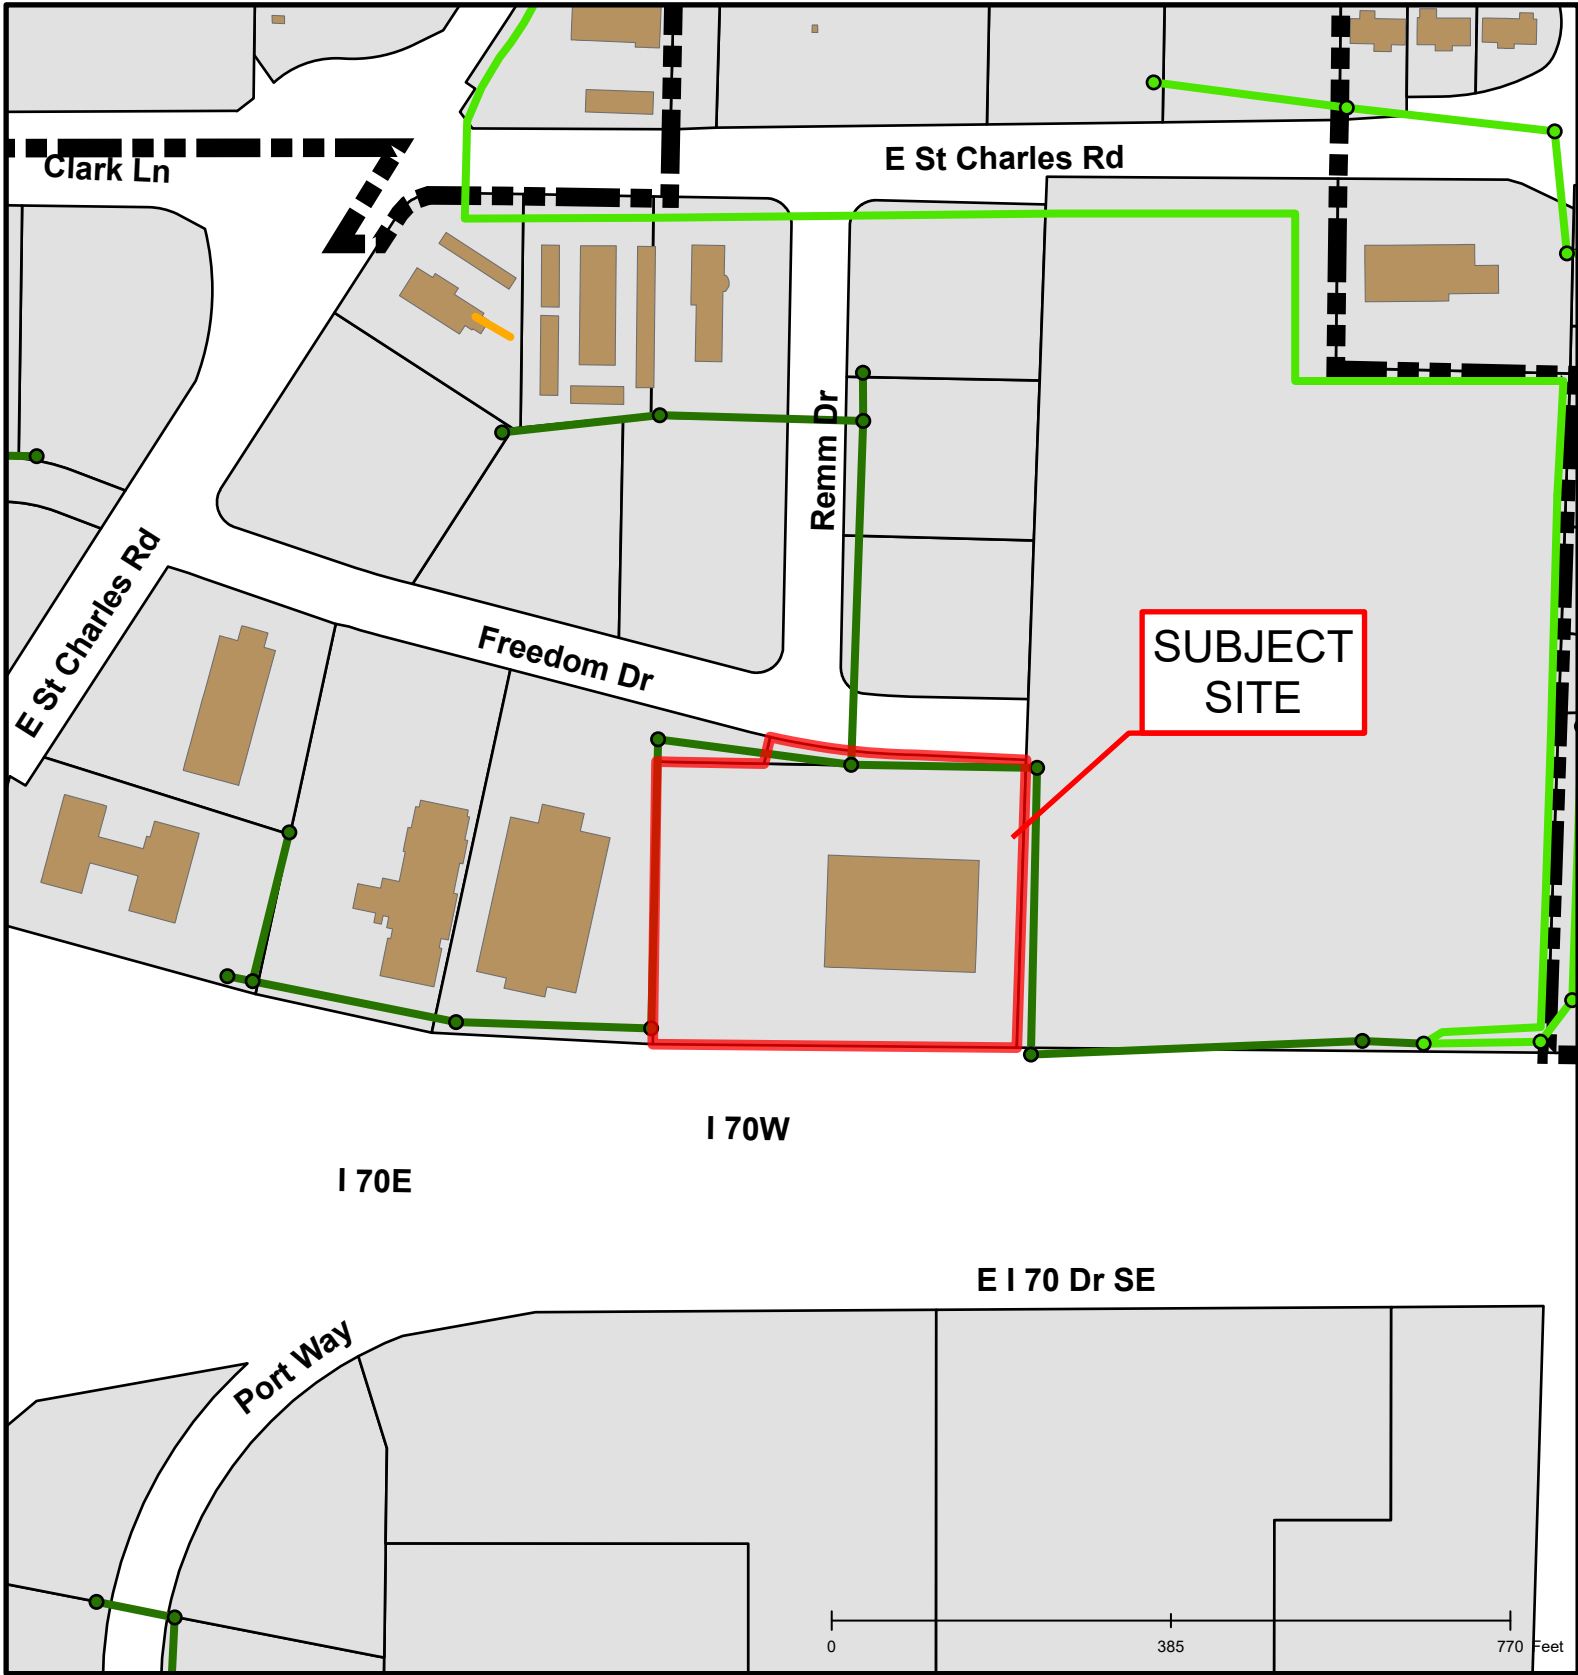 Clark Ln
E St Charles Rd
Remm Dr
E St Charles Rd
Freedom Dr
SUBJECT
SITE
I 70W
I 70E
E I 70 Dr SE
Port Way
0 385 770 Feet